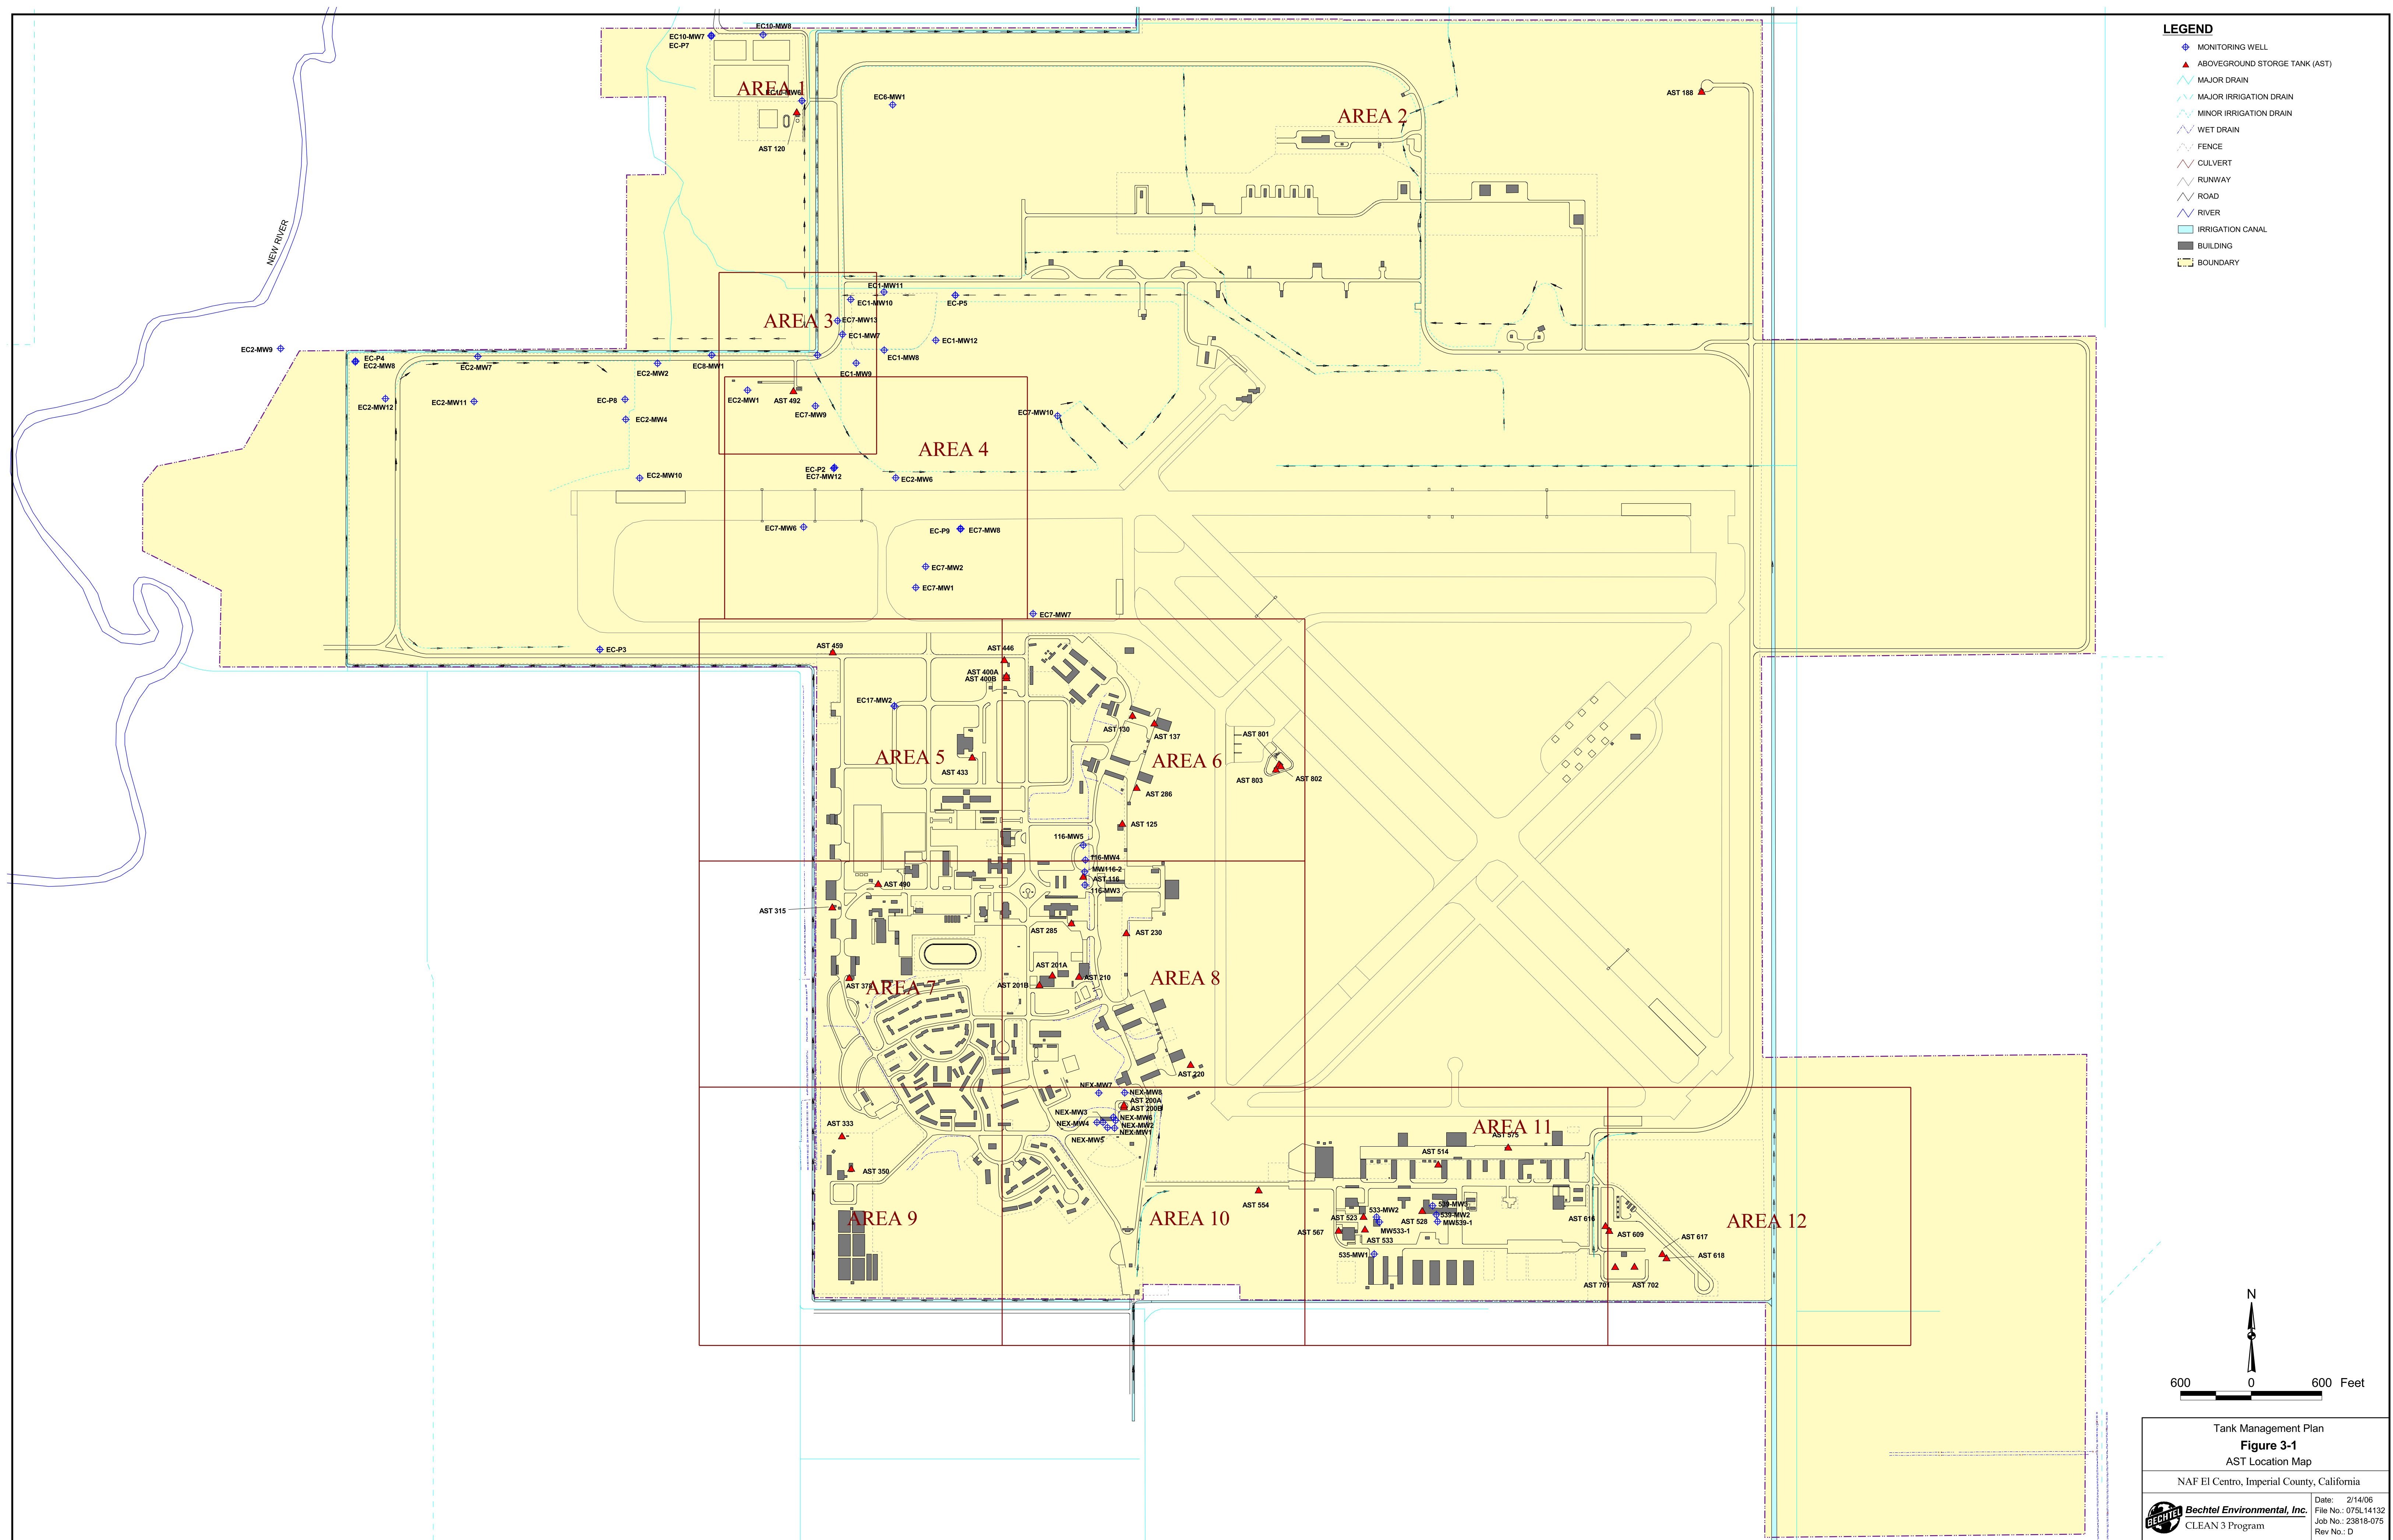 EC10-MW8
EC10-MW7
EC-P7
AREA 1
EC10-MW6
AST 120
EC6-MW1
AREA 2
AST 188
NEW RIVER
EC1-MW11
EC1-MW10
EC-P5
AREA 3
EC7-MW13
EC1-MW7
EC1-MW12
EC1-MW8
EC1-MW9
EC2-MW9
EC-P4
EC2-MW8
EC2-MW7
EC2-MW2
EC8-MW1
EC2-MW12
EC2-MW11
EC-P8
EC2-MW4
EC2-MW1
AST 492
EC7-MW9
EC7-MW10
AREA 4
EC-P2
EC7-MW12
EC2-MW10
EC2-MW6
EC7-MW6
EC-P9
EC7-MW8
EC7-MW2
EC7-MW1
EC7-MW7
EC-P3
AST 459
AST 446
AST 400A
AST 400B
EC17-MW2
AST 130
AST 137
AREA 5
AST 433
AREA 6
AST 801
AST 803
AST 802
AST 286
AST 125
116-MW5
116-MW4
MW116-2
AST 116
116-MW3
AST 490
AST 315
AST 285
AST 230
AST 201A
AST 210
AST 201B
AREA 8
AREA 7
AST 220
NEX-MW7
NEX-MW8
AST 200A
AST 200B
NEX-MW3
NEX-MW6
NEX-MW4
NEX-MW2
NEX-MW1
NEX-MW5
AST 333
AST 350
AREA 9
AREA 10
AST 554
AREA 11
AST 575
AST 514
539-MW3
533-MW2
539-MW2
AST 523
AST 528
MW539-1
MW533-1
AST 567
AST 533
535-MW1
AST 616
AST 609
AREA 12
AST 617
AST 618
AST 701
AST 702
LEGEND
MONITORING WELL
ABOVEGROUND STORGE TANK (AST)
MAJOR DRAIN
MAJOR IRRIGATION DRAIN
MINOR IRRIGATION DRAIN
WET DRAIN
FENCE
CULVERT
RUNWAY
ROAD
RIVER
IRRIGATION CANAL
BUILDING
BOUNDARY
N
600 0 600 Feet
Tank Management Plan
Figure 3-1
AST Location Map
NAF El Centro, Imperial County, California
BECHTEL
Bechtel Environmental, Inc.
CLEAN 3 Program
Date: 2/14/06
File No.: 075L14132
Job No.: 23818-075
Rev No.: D